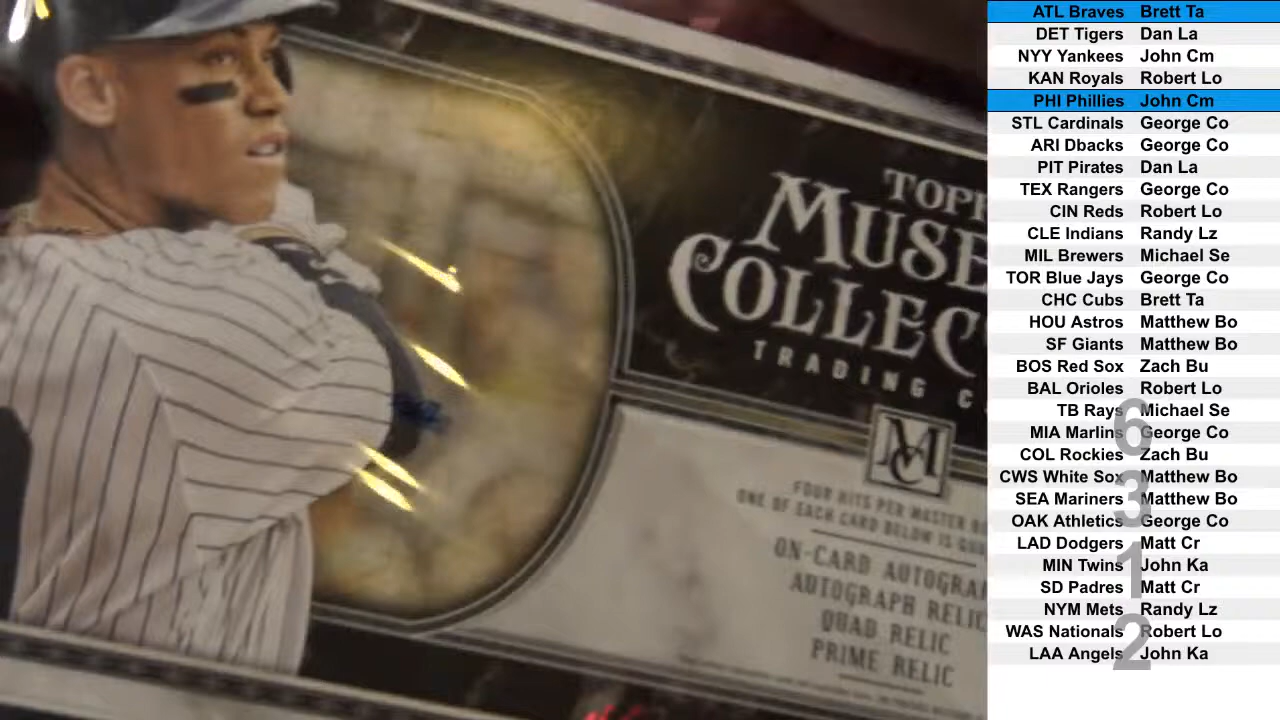 TOPP
MUSE
COLLEC
TRADING C
MC
FOUR HITS PER MASTER
ONE OF EACH CARD BELOW IS
ON-CARD AUTOGRA
AUTOGRAPH RELIC
QUAD RELIC
PRIME RELIC
ATL Braves Brett Ta
DET Tigers Dan La
NYY Yankees John Cm
KAN Royals Robert Lo
PHI Phillies John Cm
STL Cardinals George Co
ARI Dbacks George Co
PIT Pirates Dan La
TEX Rangers George Co
CIN Reds Robert Lo
CLE Indians Randy Lz
MIL Brewers Michael Se
TOR Blue Jays George Co
CHC Cubs Brett Ta
HOU Astros Matthew Bo
SF Giants Matthew Bo
BOS Red Sox Zach Bu
BAL Orioles Robert Lo
TB Rays Michael Se
MIA Marlins George Co
COL Rockies Zach Bu
CWS White Sox Matthew Bo
SEA Mariners Matthew Bo
OAK Athletics George Co
LAD Dodgers Matt Cr
MIN Twins John Ka
SD Padres Matt Cr
NYM Mets Randy Lz
WAS Nationals Robert Lo
LAA Angels John Ka
6
3
1
2